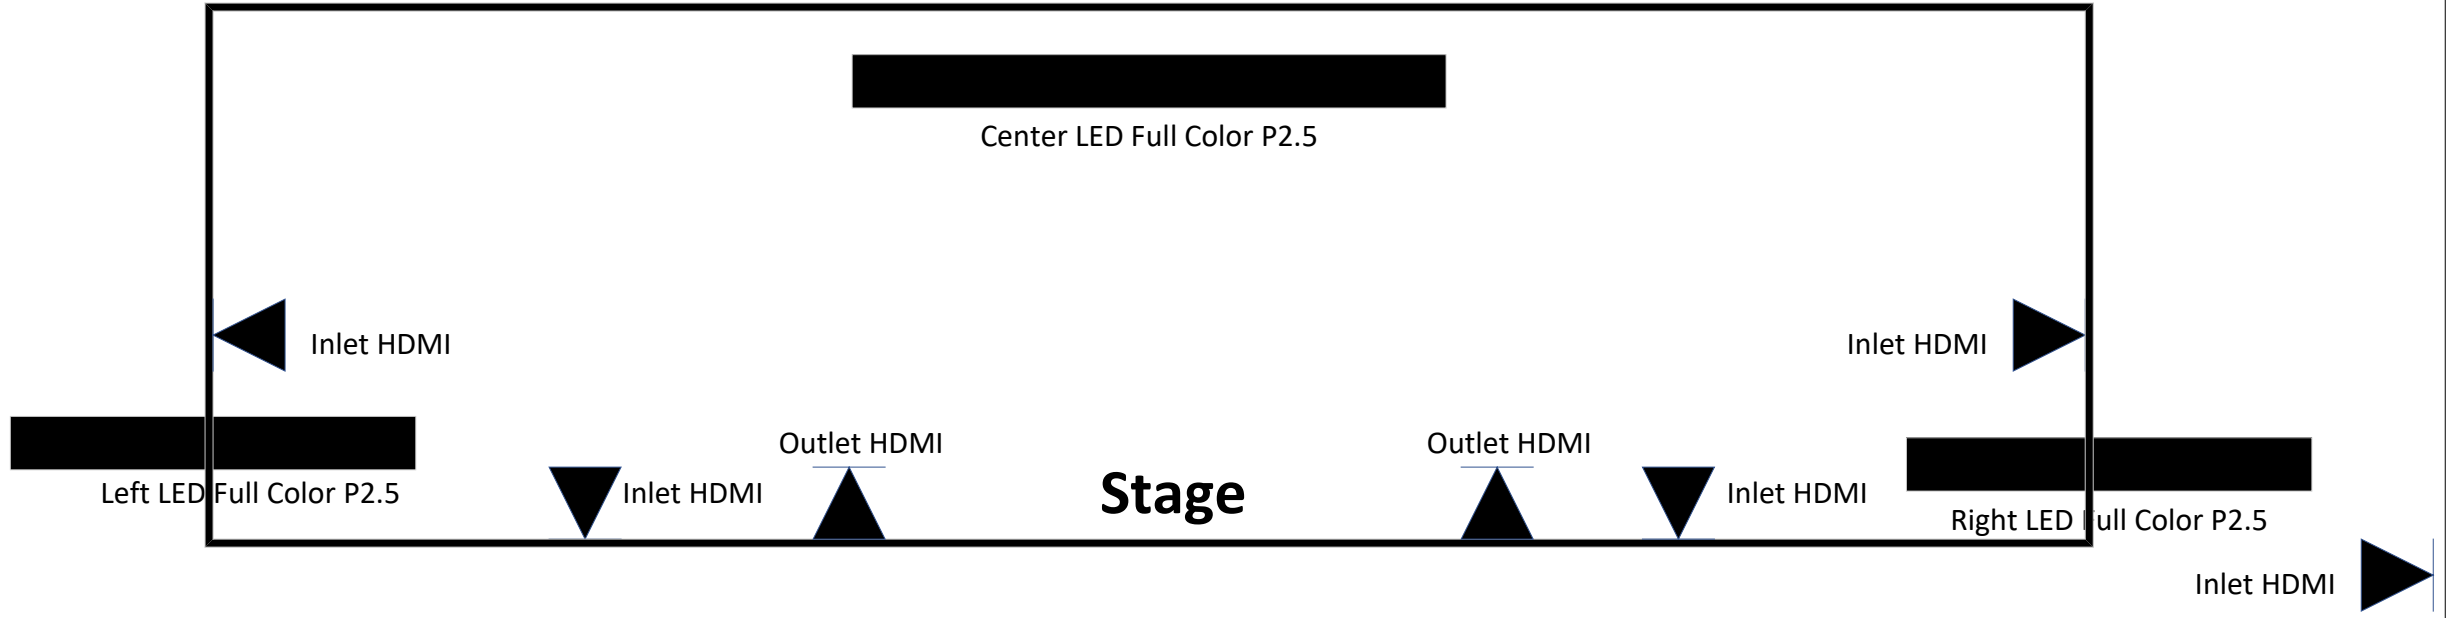 Center LED Full Color P2.5
Inlet HDMI
Inlet HDMI
Outlet HDMI
Outlet HDMI
Left LED Full Color P2.5
Inlet HDMI
Stage
Inlet HDMI
Right LED Full Color P2.5
Inlet HDMI